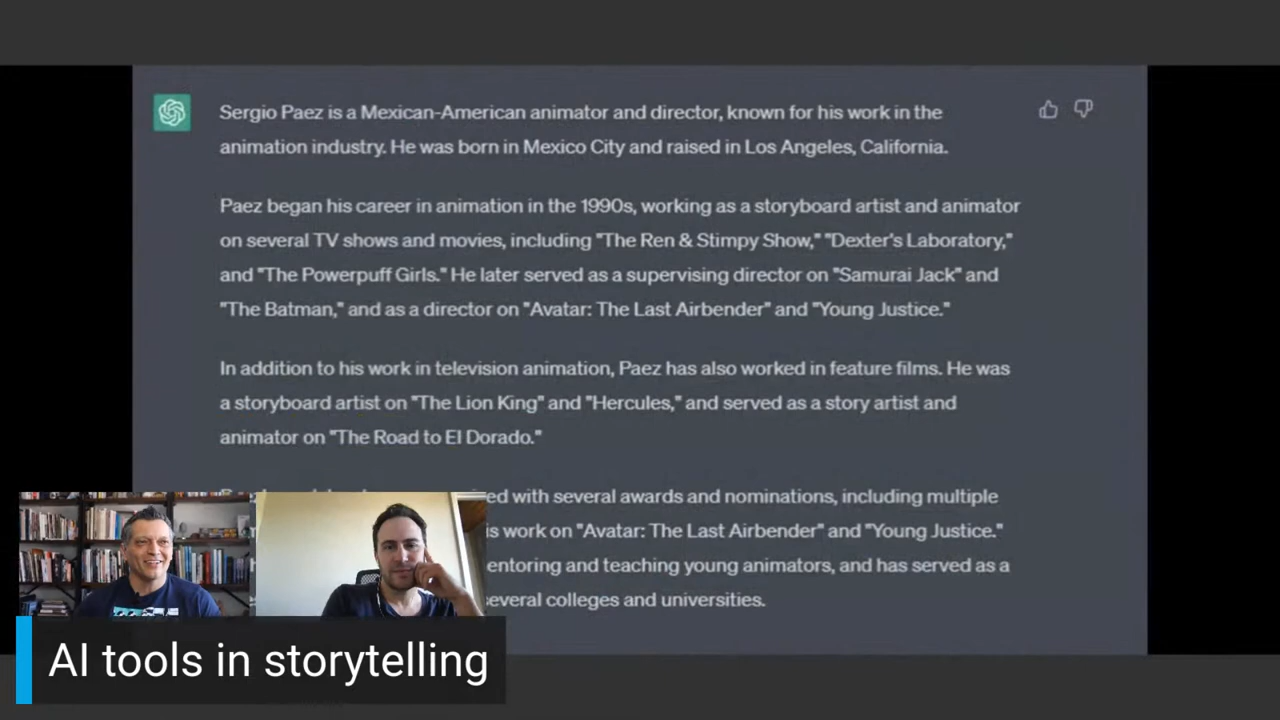 Sergio Paez is a Mexican-American animator and director, known for his work in the
animation industry. He was born in Mexico City and raised in Los Angeles, California.
Paez began his career in animation in the 1990s, working as a storyboard artist and animator
on several TV shows and movies, including "The Ren & Stimpy Show," "Dexter's Laboratory,"
and "The Powerpuff Girls." He later served as a supervising director on "Samurai Jack" and
"The Batman," and as a director on "Avatar: The Last Airbender" and "Young Justice."
In addition to his work in television animation, Paez has also worked in feature films. He was
a storyboard artist on "The Lion King" and "Hercules," and served as a story artist and
animator on "The Road to El Dorado."
with several awards and nominations, including multiple
work on "Avatar: The Last Airbender" and "Young Justice."
and teaching young animators, and has served as a
several colleges and universities.
AI tools in storytelling